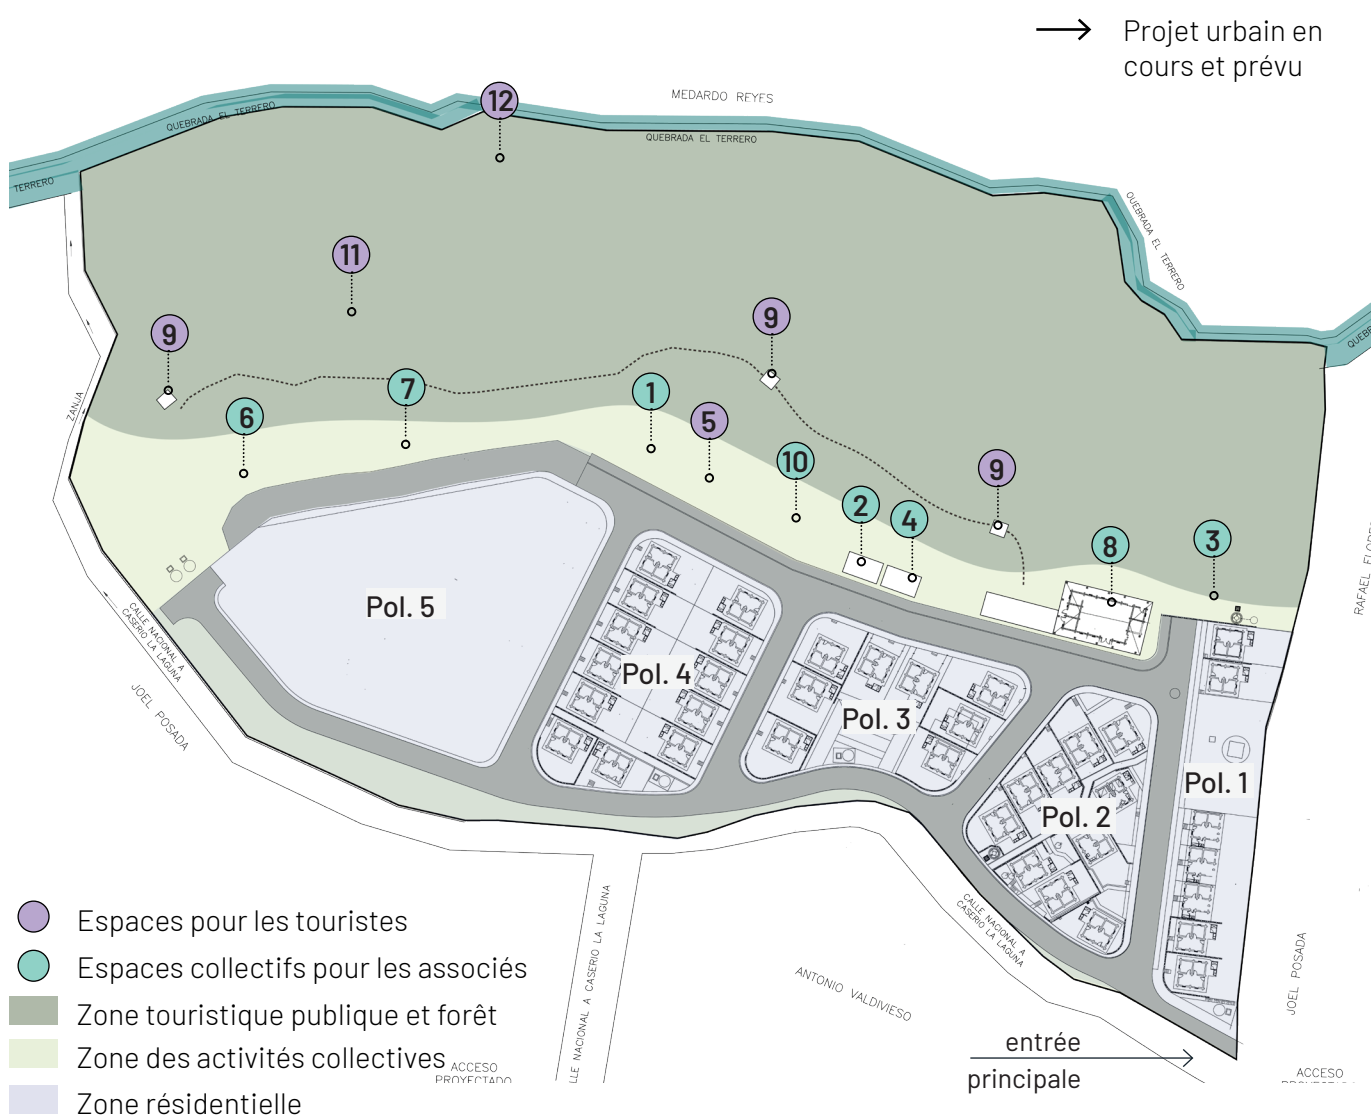 Projet urbain en
cours et prévu
MEDARDO REYES
12
QUEBRADA EL TERRERO
QUEBRADA EL TERRERO
TERRERO
QUEBRADA EL TERRERO
11
9
9
7
1
6
5
ZANJA
10
9
2
4
8
3
Pol. 5
Pol. 4
Pol. 3
Pol. 2
Pol. 1
CALLE NACIONAL A
CASERIO LA LAGUNA
JOEL POSADA
CALLE NACIONAL A
CASERIO LA LAGUNA
LLE NACIONAL A CASERIO LA LAGUNA
ANTONIO VALDIVIESO
JOEL POSADA
Espaces pour les touristes
Espaces collectifs pour les associés
Zone touristique publique et forêt
Zone des activités collectives
Zone résidentielle
ACCESO
PROYECTADO
entrée
principale
ACCESO